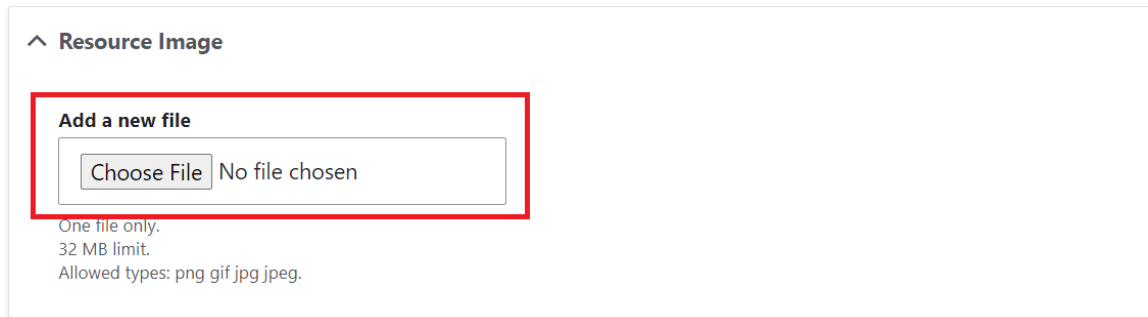 Resource Image
Add a new file
Choose File No file chosen
One file only.
32 MB limit.
Allowed types: png gif jpg jpeg.